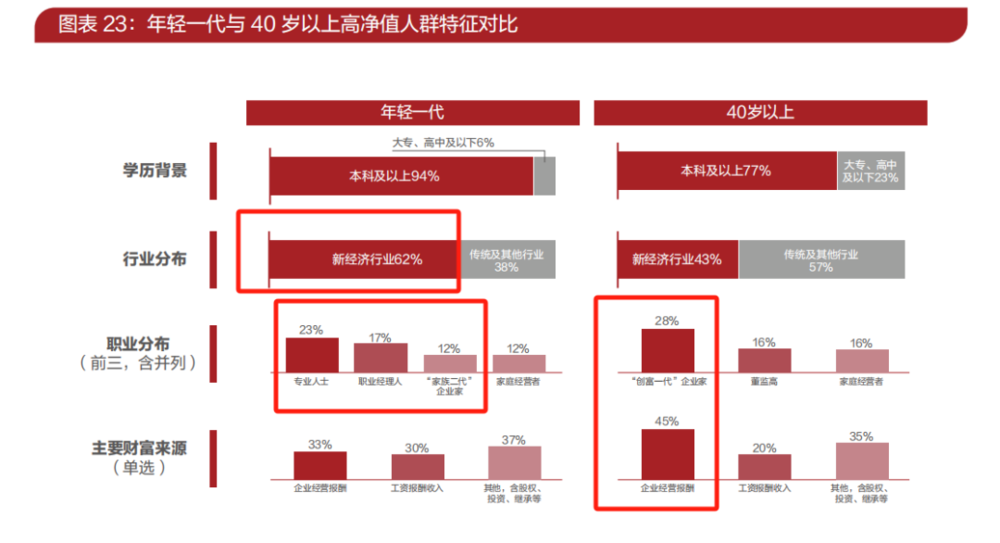 图表 23：年轻一代与 40 岁以上高净值人群特征对比
年轻一代
40岁以上
学历背景
大专、高中及以下6%
本科及以上94%
本科及以上77%
大专、高中
及以下23%
行业分布
新经济行业62%
传统及其他行业
38%
新经济行业43%
传统及其他行业
57%
职业分布
（前三，含并列）
23%
17%
12%
12%
专业人士
职业经理人
“家族二代”
企业家
家庭经营者
28%
16%
16%
“创富一代”企业家
董监高
家庭经营者
主要财富来源
（单选）
33%
30%
37%
企业经营报酬
工资报酬收入
其他，含股权、
投资、继承等
45%
20%
35%
企业经营报酬
工资报酬收入
其他，含股权、
投资、继承等